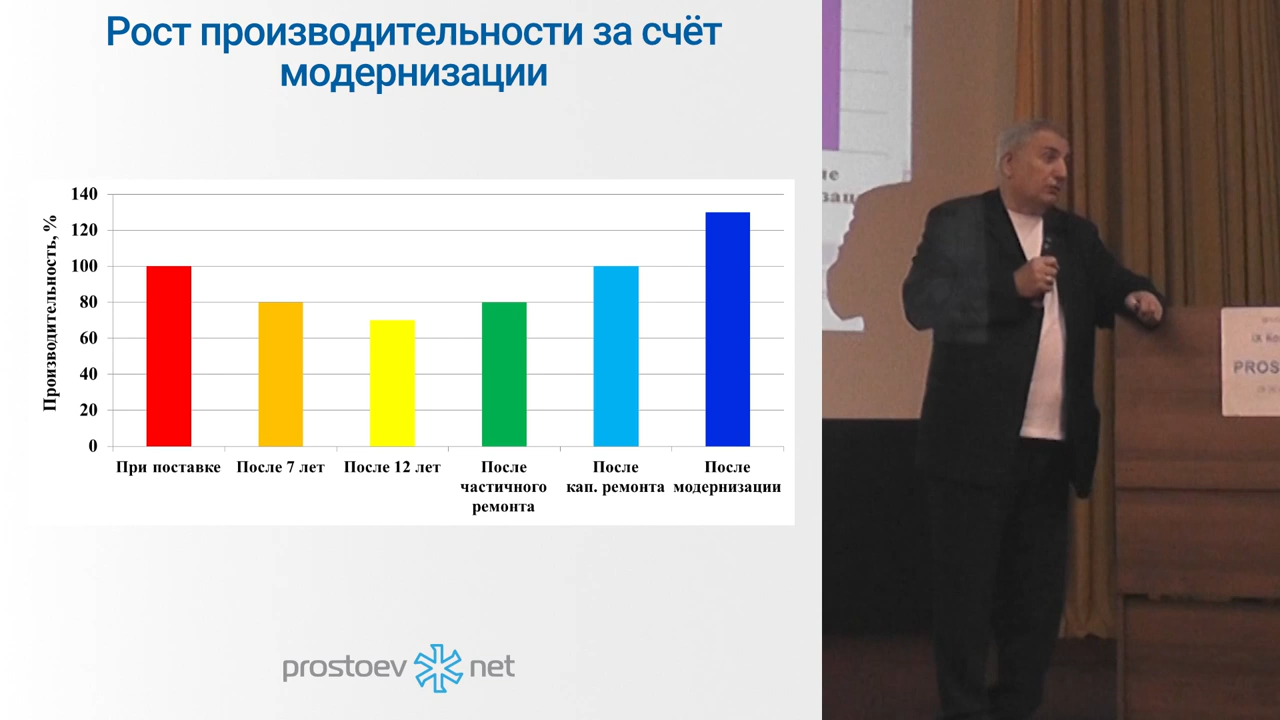 Рост производительности за счёт
модернизации
Производительность, %
140
120
100
80
60
40
20
0
При поставке
После 7 лет
После 12 лет
После
частичного
ремонта
После
кап. ремонта
После
модернизации
prostoev net
IX
PROS